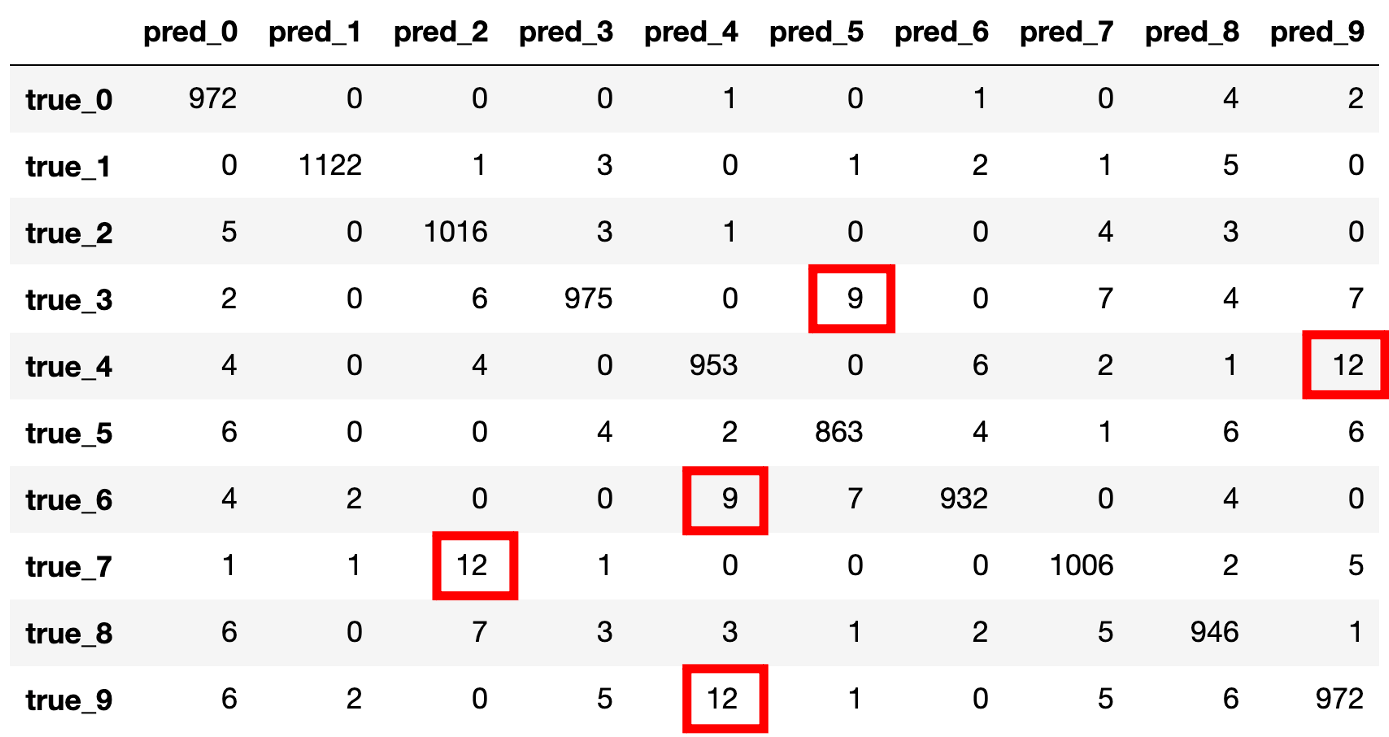 pred_0 pred_1 pred_2 pred_3 pred_4 pred_5 pred_6 pred_7 pred_8 pred_9
true_0 972 0 0 0 1 0 1 0 4 2
true_1 0 1122 1 3 0 1 2 1 5 0
true_2 5 0 1016 3 1 0 0 4 3 0
true_3 2 0 6 975 0 9 0 7 4 7
true_4 4 0 4 0 953 0 6 2 1 12
true_5 6 0 0 4 2 863 4 1 6 6
true_6 4 2 0 0 9 7 932 0 4 0
true_7 1 1 12 1 0 0 0 1006 2 5
true_8 6 0 7 3 3 1 2 5 946 1
true_9 6 2 0 5 12 1 0 5 6 972